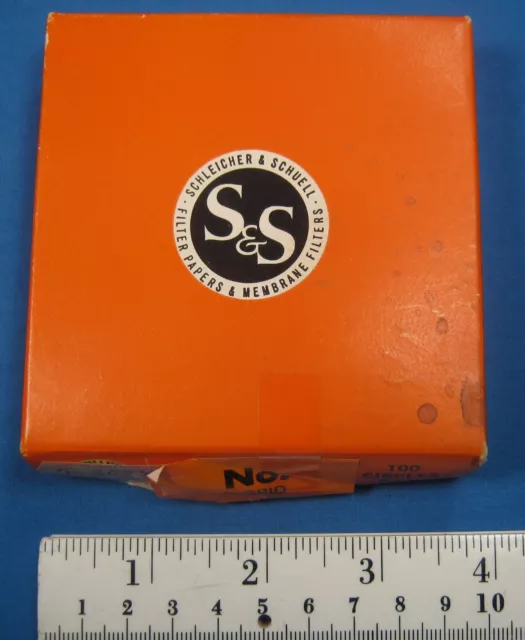 SCHLEICHER & SCHUELL
S&S
FILTER PAPERS & MEMBRANE FILTERS
No.
100
1 2 3 4
1 2 3 4 5 6 7 8 9 10